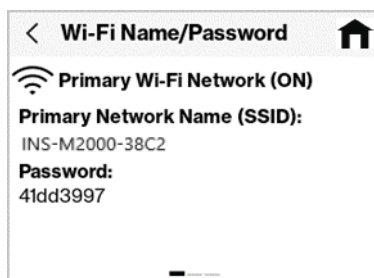 Wi-Fi Name/Password
Primary Wi-Fi Network (ON)
Primary Network Name (SSID):
INS-M2000-38C2
Password:
41dd3997